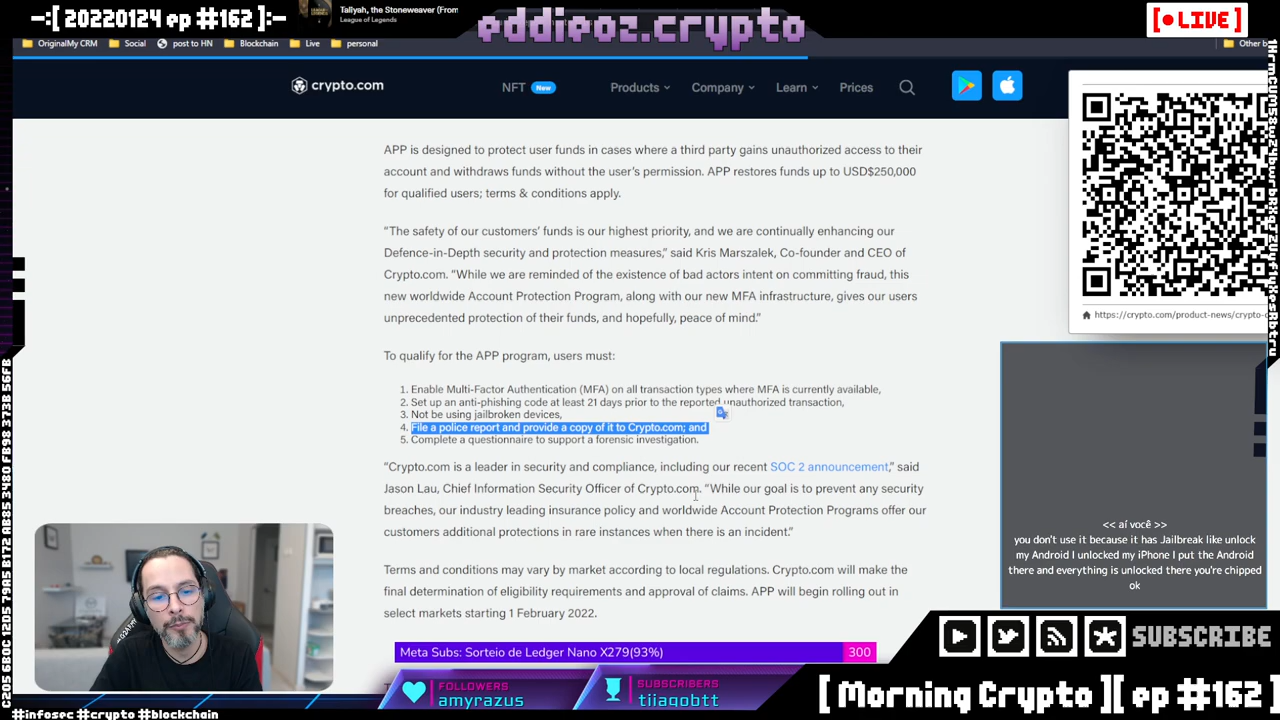 -:[ 20220124 ep #162 ]:-
Taliyah, the Stoneweaver (From
League of Legends
eddieoz.crypto
[ • LIVE ]
OriginalMy CRM
Social
post to HN
Blockchain
Live
personal
Other b
crypto.com
NFT New
Products
Company
Learn
Prices
APP is designed to protect user funds in cases where a third party gains unauthorized access to their
account and withdraws funds without the user's permission. APP restores funds up to USD$250,000
for qualified users; terms & conditions apply.
“The safety of our customers’ funds is our highest priority, and we are continually enhancing our
Defence-in-Depth security and protection measures,” said Kris Marszalek, Co-founder and CEO of
Crypto.com. “While we are reminded of the existence of bad actors intent on committing fraud, this
new worldwide Account Protection Program, along with our new MFA infrastructure, gives our users
unprecedented protection of their funds, and hopefully, peace of mind.”
To qualify for the APP program, users must:
1. Enable Multi-Factor Authentication (MFA) on all transaction types where MFA is currently available,
2. Set up an anti-phishing code at least 21 days prior to the reported unauthorized transaction,
3. Not be using jailbroken devices,
4. File a police report and provide a copy of it to Crypto.com; and
5. Complete a questionnaire to support a forensic investigation.
“Crypto.com is a leader in security and compliance, including our recent SOC 2 announcement,” said
Jason Lau, Chief Information Security Officer of Crypto.com. “While our goal is to prevent any security
breaches, our industry leading insurance policy and worldwide Account Protection Programs offer our
customers additional protections in rare instances when there is an incident.”
Terms and conditions may vary by market according to local regulations. Crypto.com will make the
final determination of eligibility requirements and approval of claims. APP will begin rolling out in
select markets starting 1 February 2022.
https://crypto.com/product-news/crypto-c
<< aí você >>
you don't use it because it has Jailbreak like unlock
my Android I unlocked my iPhone I put the Android
there and everything is unlocked there you're chipped
ok
Meta Subs: Sorteio de Ledger Nano X279(93%)
300
FOLLOWERS
amyrazus
SUBSCRIBERS
tiiagobtt
SUBSCRIBE
[ Morning Crypto ][ ep #162 ]
#infosec #crypto #blockchain
C205 6B0C 12D5 79A5 B172 AB35 3480 FB98 373B 56FB